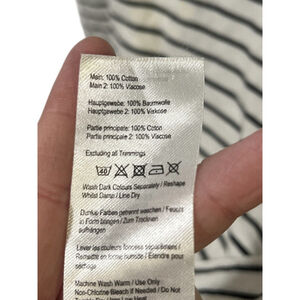 Main: 100% Cotton
Main 2: 100% Viscose
Hauptgewebe: 100% Baumwolle
Hauptgewebe 2: 100% Viskose
Partie principale: 100% Coton
Partie principale 2: 100% Viscose
Excluding all Trimmings
40
Wash Dark Colours Separately / Reshape
Whilst Damp / Line Dry
Dunkle Farben getrennt waschen / Feucht
in Form bringen / Zum Trocknen
aufhängen
Laver les couleurs foncées séparément /
Remettre en forme humide / Etendre pour
séchage
Machine Wash Warm / Use Only
Non-Chlorine Bleach if Needed / Do Not